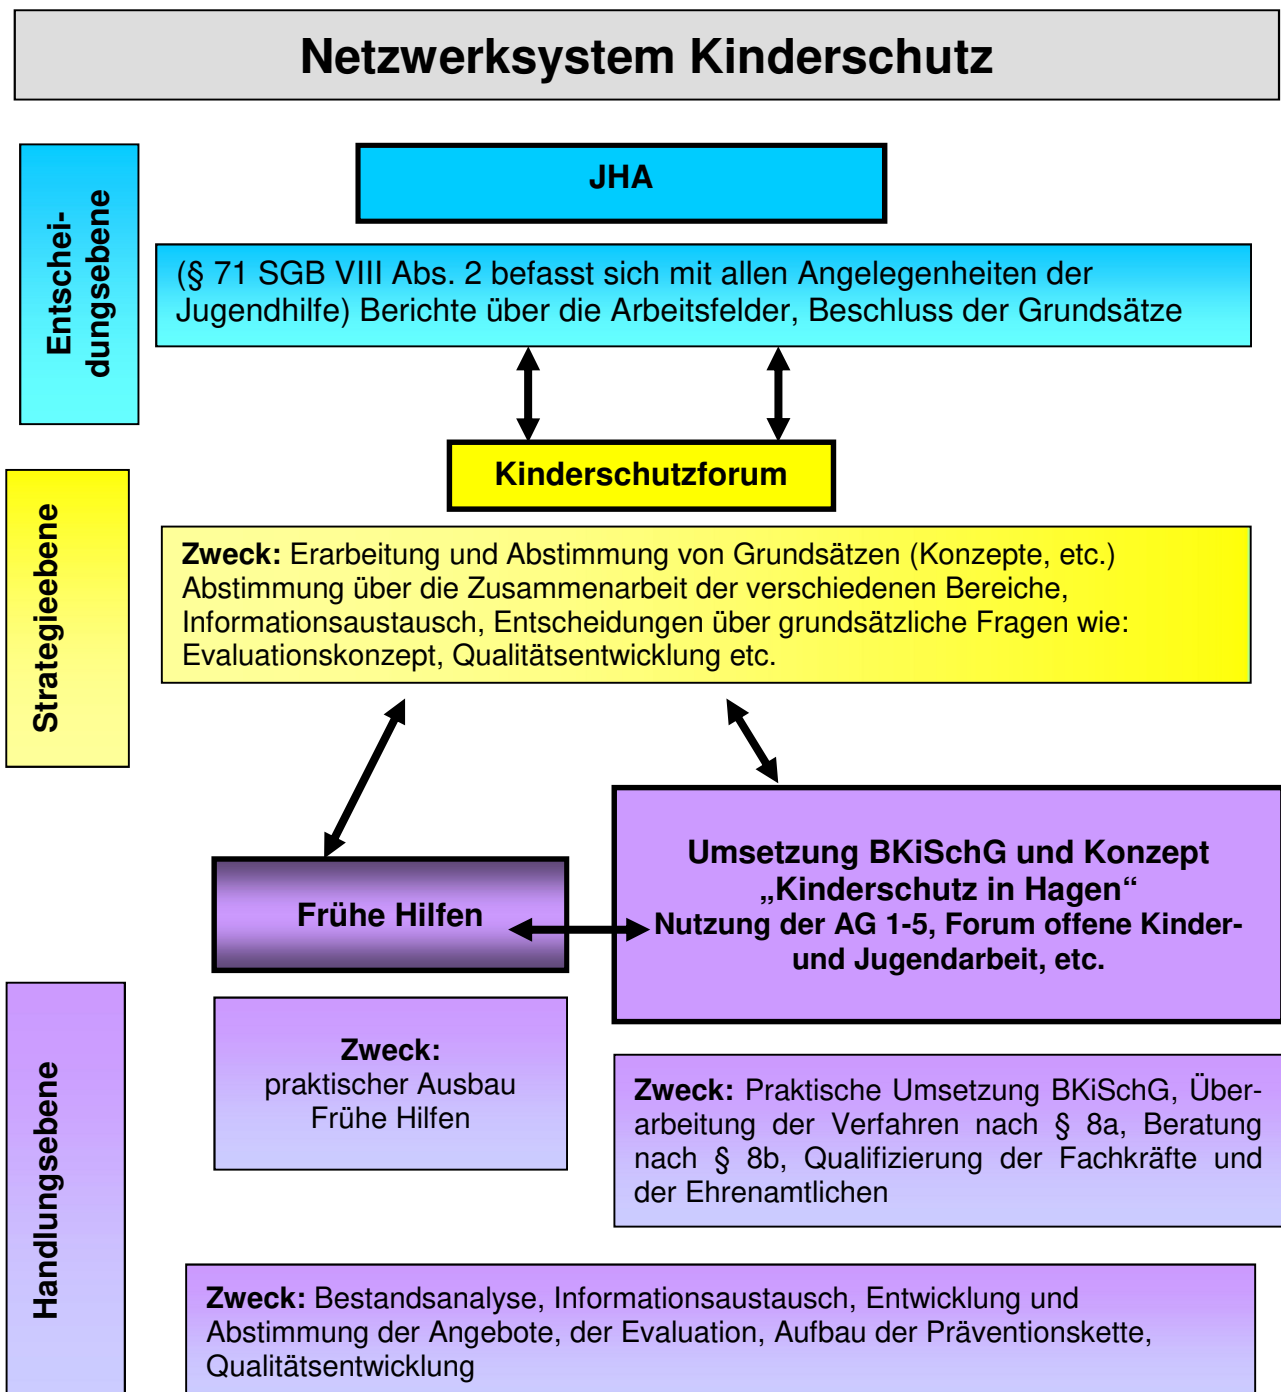 Netzwerksystem Kinderschutz
Entschei-
dungsebene
JHA
(§ 71 SGB VIII Abs. 2 befasst sich mit allen Angelegenheiten der
Jugendhilfe) Berichte über die Arbeitsfelder, Beschluss der Grundsätze
Strategieebene
Kinderschutzforum
Zweck: Erarbeitung und Abstimmung von Grundsätzen (Konzepte, etc.)
Abstimmung über die Zusammenarbeit der verschiedenen Bereiche,
Informationsaustausch, Entscheidungen über grundsätzliche Fragen wie:
Evaluationskonzept, Qualitätsentwicklung etc.
Frühe Hilfen
Umsetzung BKiSchG und Konzept
„Kinderschutz in Hagen“
Nutzung der AG 1-5, Forum offene Kinder-
und Jugendarbeit, etc.
Handlungsebene
Zweck:
praktischer Ausbau
Frühe Hilfen
Zweck: Praktische Umsetzung BKiSchG, Über-
arbeitung der Verfahren nach § 8a, Beratung
nach § 8b, Qualifizierung der Fachkräfte und
der Ehrenamtlichen
Zweck: Bestandsanalyse, Informationsaustausch, Entwicklung und
Abstimmung der Angebote, der Evaluation, Aufbau der Präventionskette,
Qualitätsentwicklung